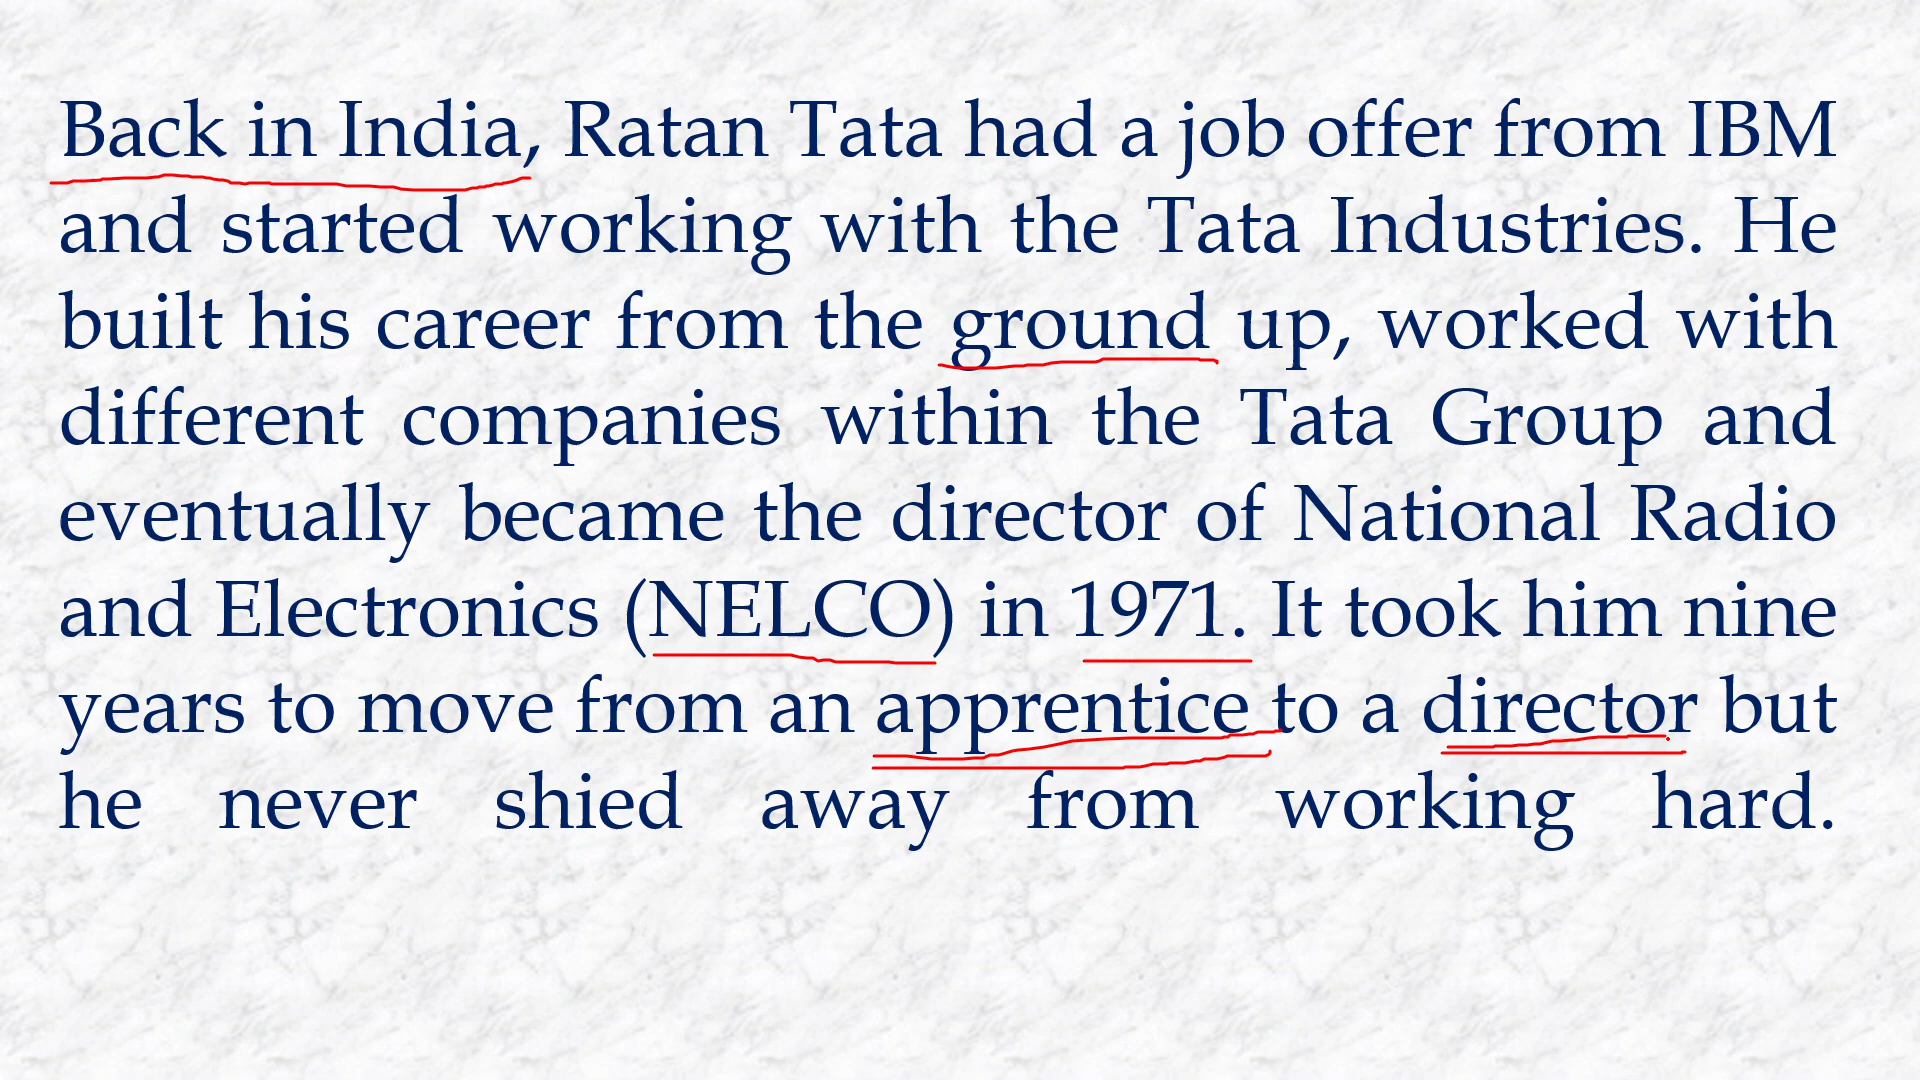 Back in India, Ratan Tata had a job offer from IBM
and started working with the Tata Industries. He
built his career from the ground up, worked with
different companies within the Tata Group and
eventually became the director of National Radio
and Electronics (NELCO) in 1971. It took him nine
years to move from an apprentice to a director but
he never shied away from working hard.